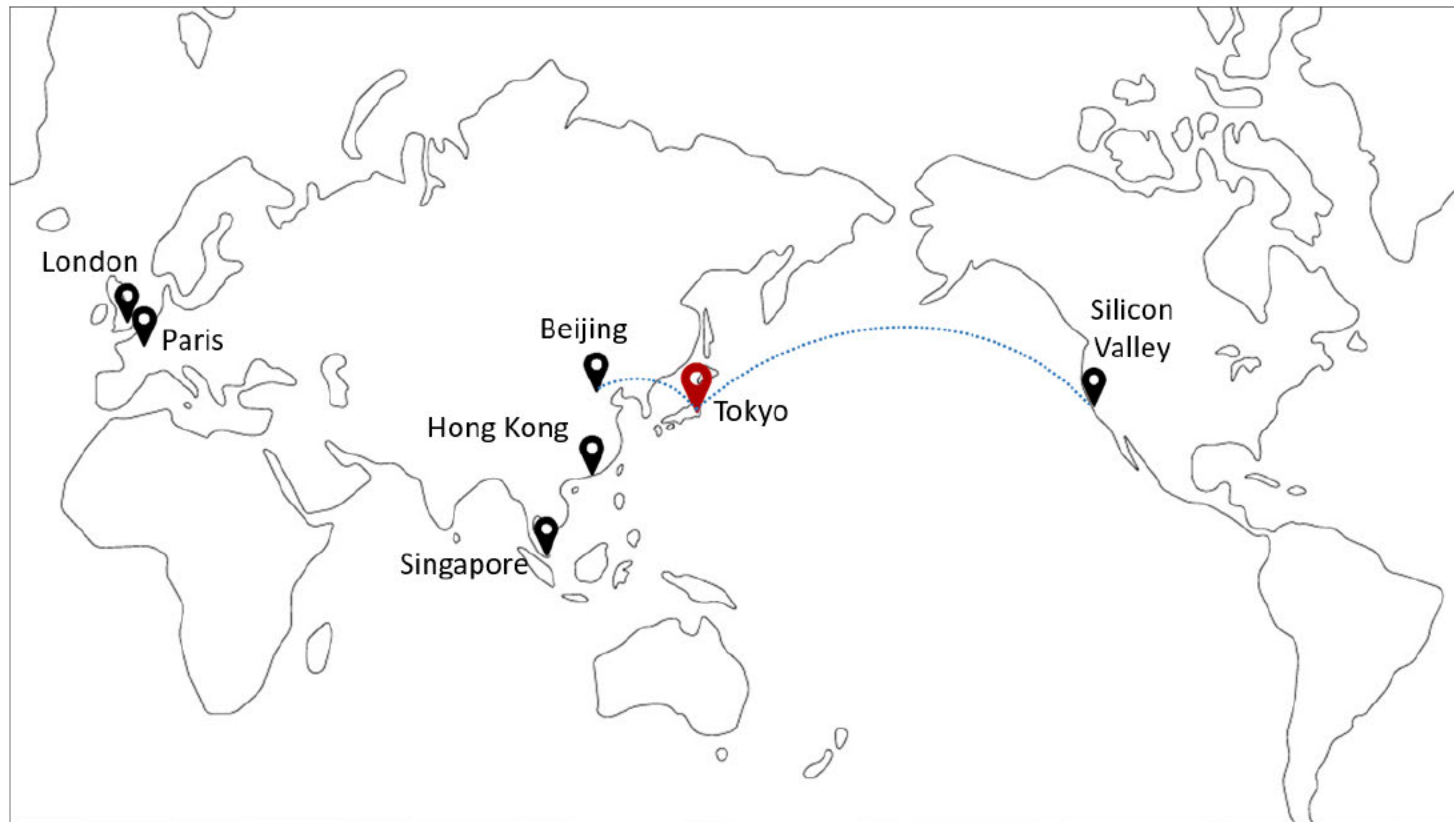 London
Paris
Beijing
Silicon
Valley
Tokyo
Hong Kong
Singapore